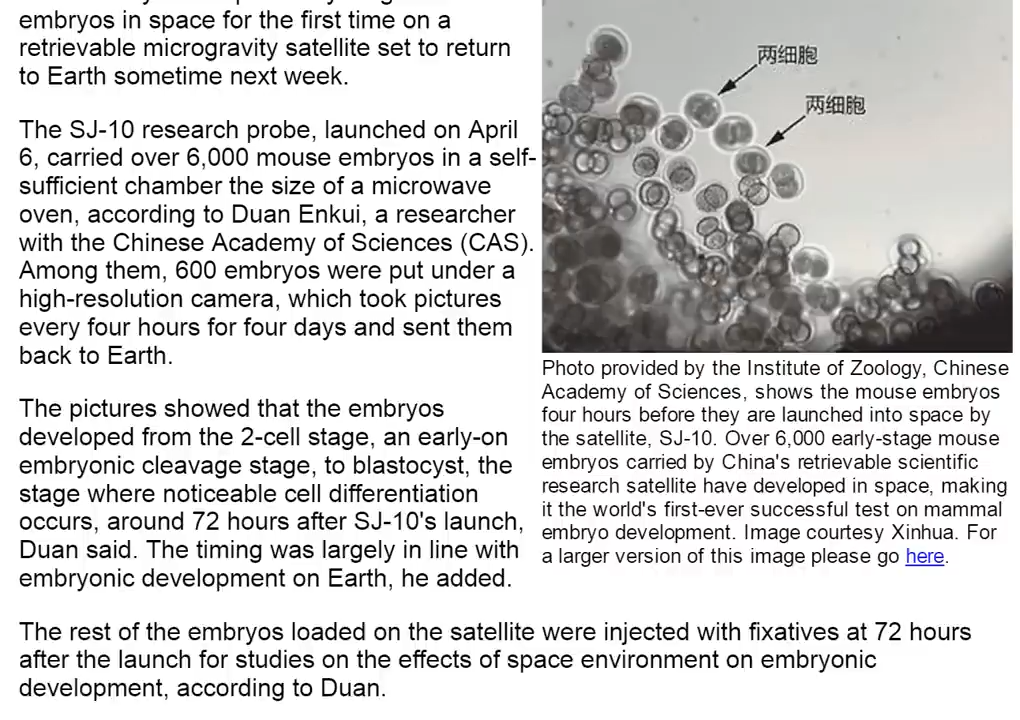 embryos in space for the first time on a
retrievable microgravity satellite set to return
to Earth sometime next week.
The SJ-10 research probe, launched on April
6, carried over 6,000 mouse embryos in a self-
sufficient chamber the size of a microwave
oven, according to Duan Enkui, a researcher
with the Chinese Academy of Sciences (CAS).
Among them, 600 embryos were put under a
high-resolution camera, which took pictures
every four hours for four days and sent them
back to Earth.
The pictures showed that the embryos
developed from the 2-cell stage, an early-on
embryonic cleavage stage, to blastocyst, the
stage where noticeable cell differentiation
occurs, around 72 hours after SJ-10's launch,
Duan said. The timing was largely in line with
embryonic development on Earth, he added.
两细胞
两细胞
Photo provided by the Institute of Zoology, Chinese
Academy of Sciences, shows the mouse embryos
four hours before they are launched into space by
the satellite, SJ-10. Over 6,000 early-stage mouse
embryos carried by China's retrievable scientific
research satellite have developed in space, making
it the world's first-ever successful test on mammal
embryo development. Image courtesy Xinhua. For
a larger version of this image please go here.
The rest of the embryos loaded on the satellite were injected with fixatives at 72 hours
after the launch for studies on the effects of space environment on embryonic
development, according to Duan.